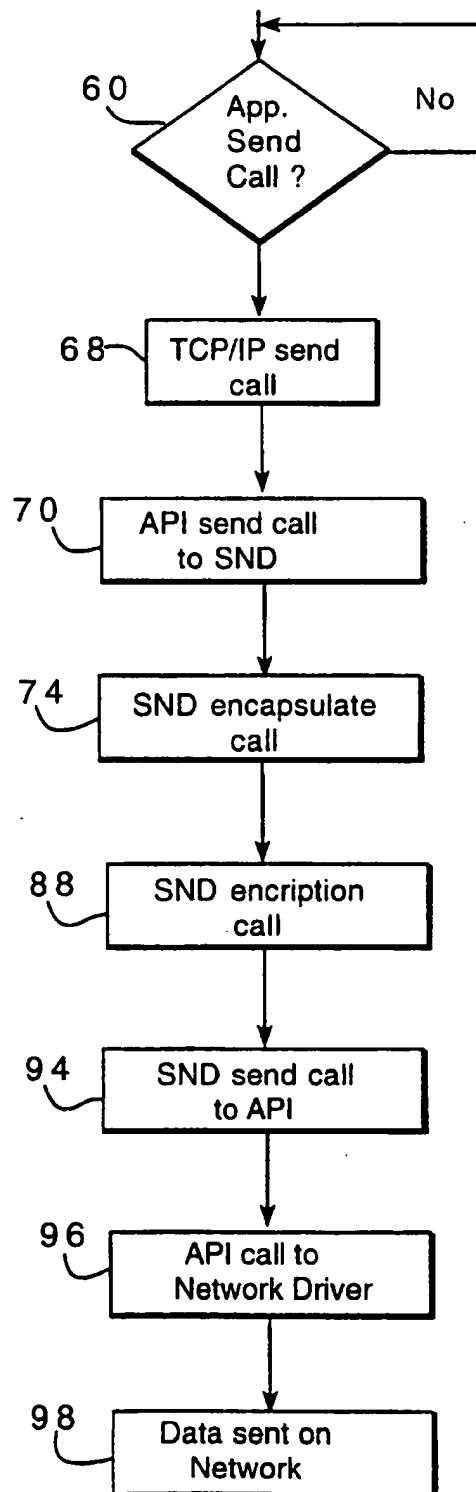 60
App.
Send
Call ?
No
68
TCP/IP send
call
70
API send call
to SND
74
SND encapsulate
call
88
SND encription
call
94
SND send call
to API
96
API call to
Network Driver
98
Data sent on
Network